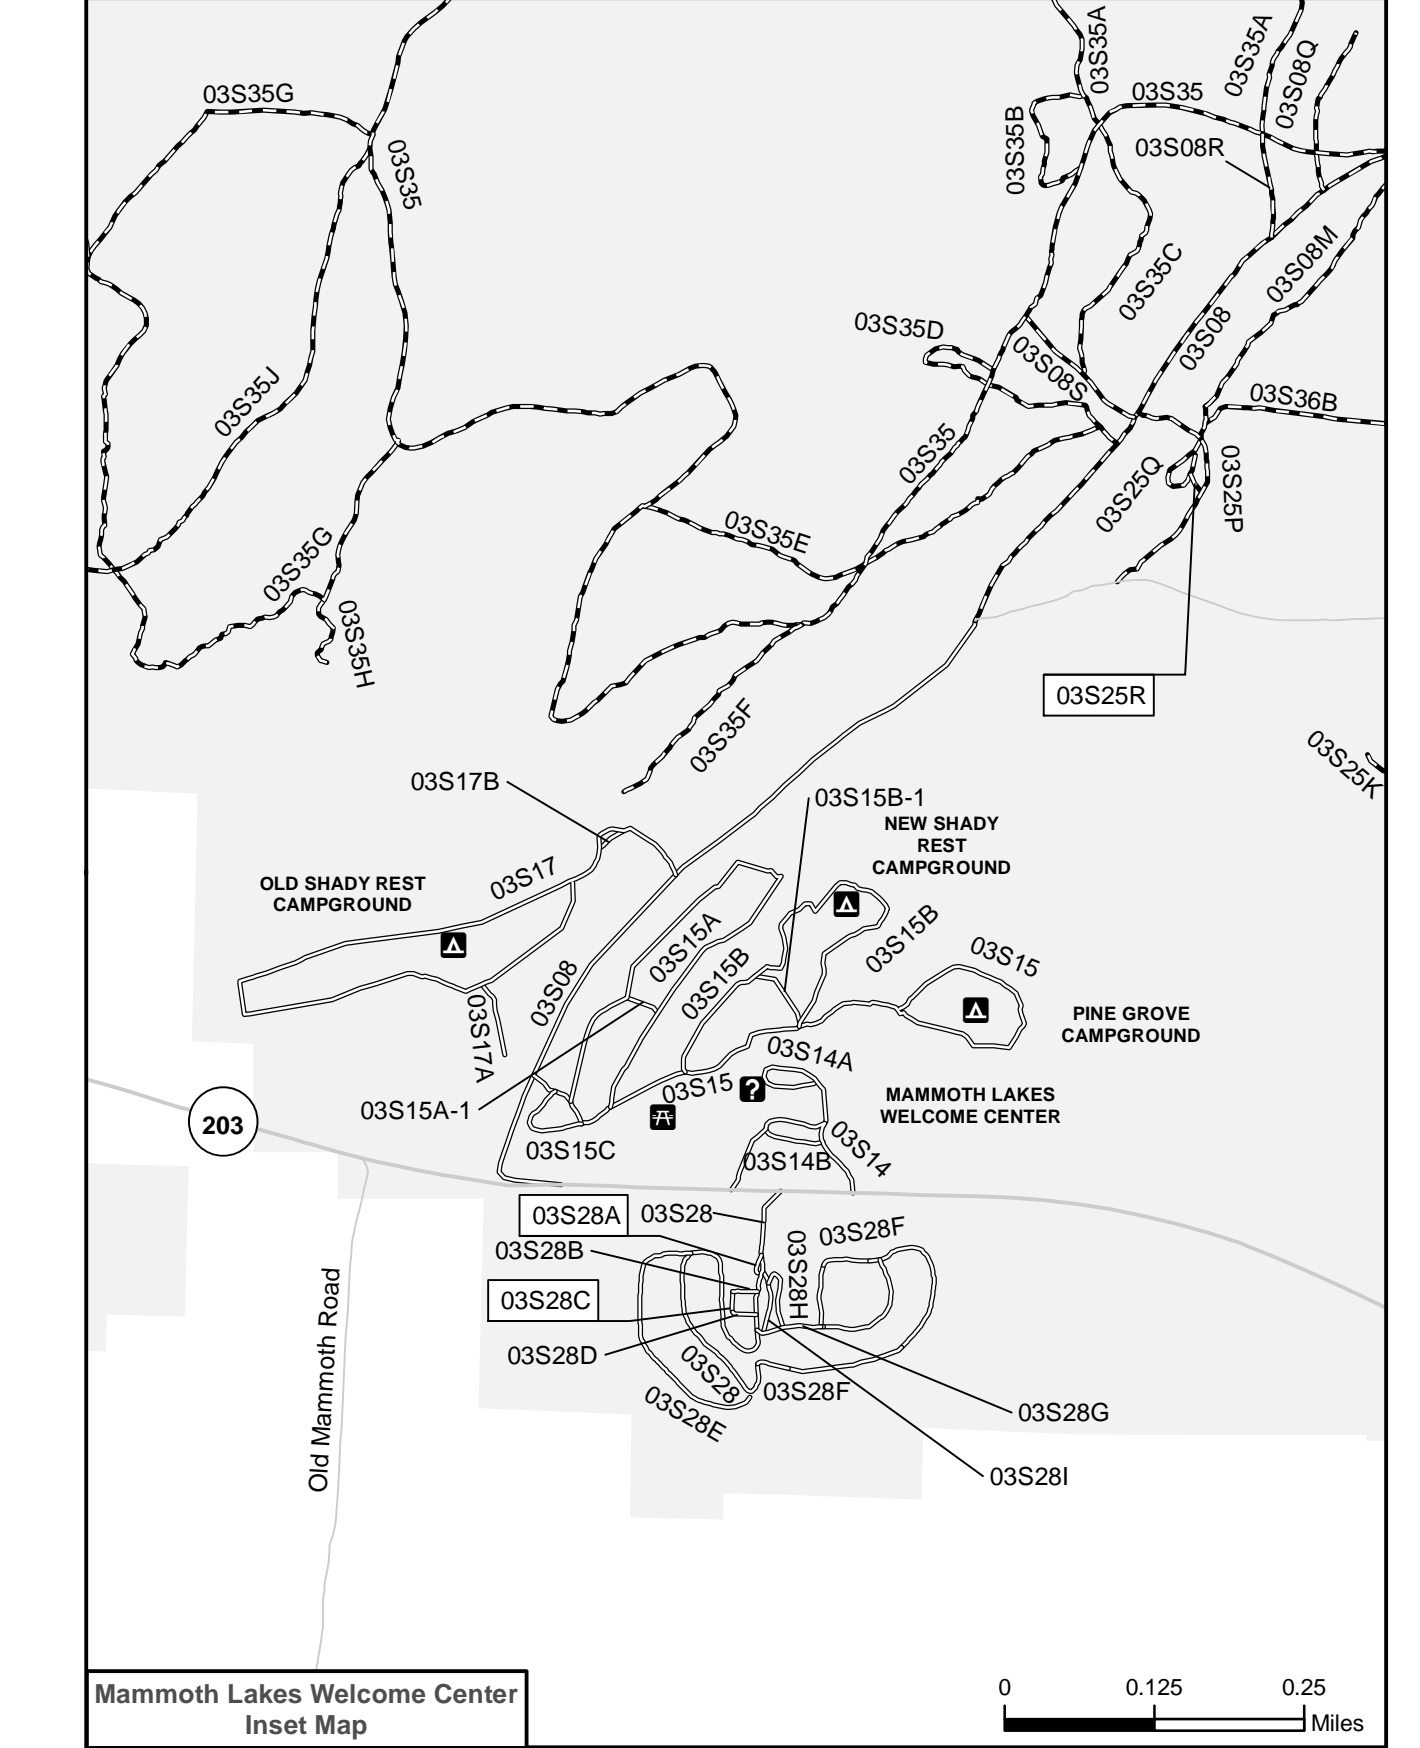 03S35G
03S35
03S35A
03S35A
03S08Q
03S35
03S08R
03S35B
03S35C
03S08M
03S35D
03S08S
03S08
03S36B
03S35J
03S35
03S25Q
03S25P
03S35E
03S35G
03S35H
03S25R
03S35F
03S25K
03S17B
03S15B-1
NEW SHADY
REST
CAMPGROUND
OLD SHADY REST
CAMPGROUND
03S17
03S15A
03S15B
03S15B
03S15
03S08
03S17A
PINE GROVE
CAMPGROUND
03S14A
03S15
?
MAMMOTH LAKES
WELCOME CENTER
03S15A-1
203
03S15C
03S14B
03S14
03S28A
03S28
03S28B
03S28H
03S28F
03S28C
03S28D
03S28
03S28E
03S28F
03S28G
03S28I
Old Mammoth Road
Mammoth Lakes Welcome Center
Inset Map
0 0.125 0.25
Miles